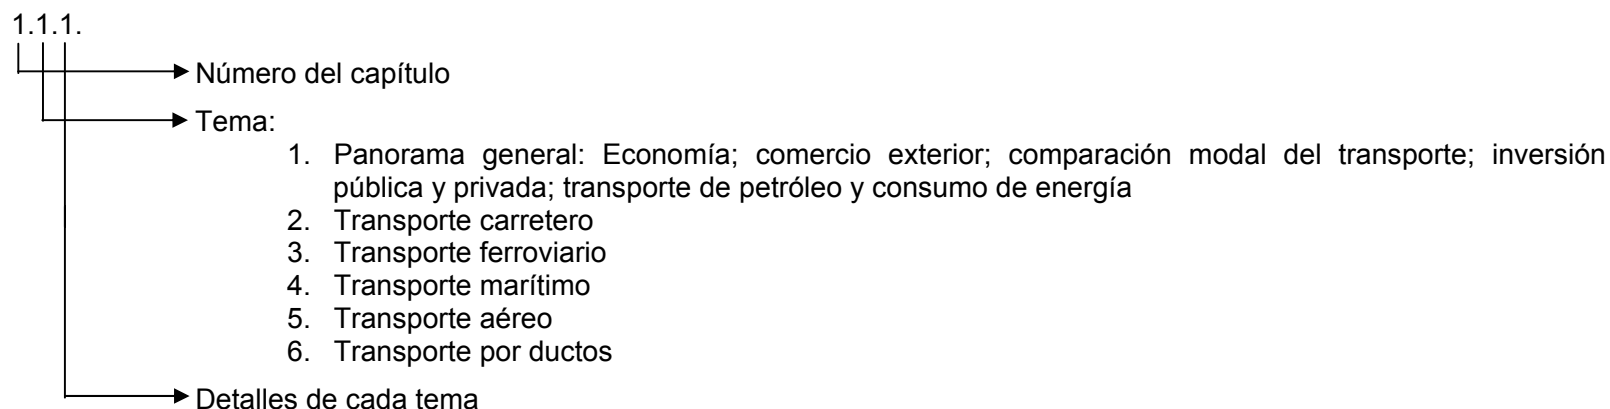 1.1.1.
Número del capítulo
Tema:
1. Panorama general: Economía; comercio exterior; comparación modal del transporte; inversión
pública y privada; transporte de petróleo y consumo de energía
2. Transporte carretero
3. Transporte ferroviario
4. Transporte marítimo
5. Transporte aéreo
6. Transporte por ductos
Detalles de cada tema